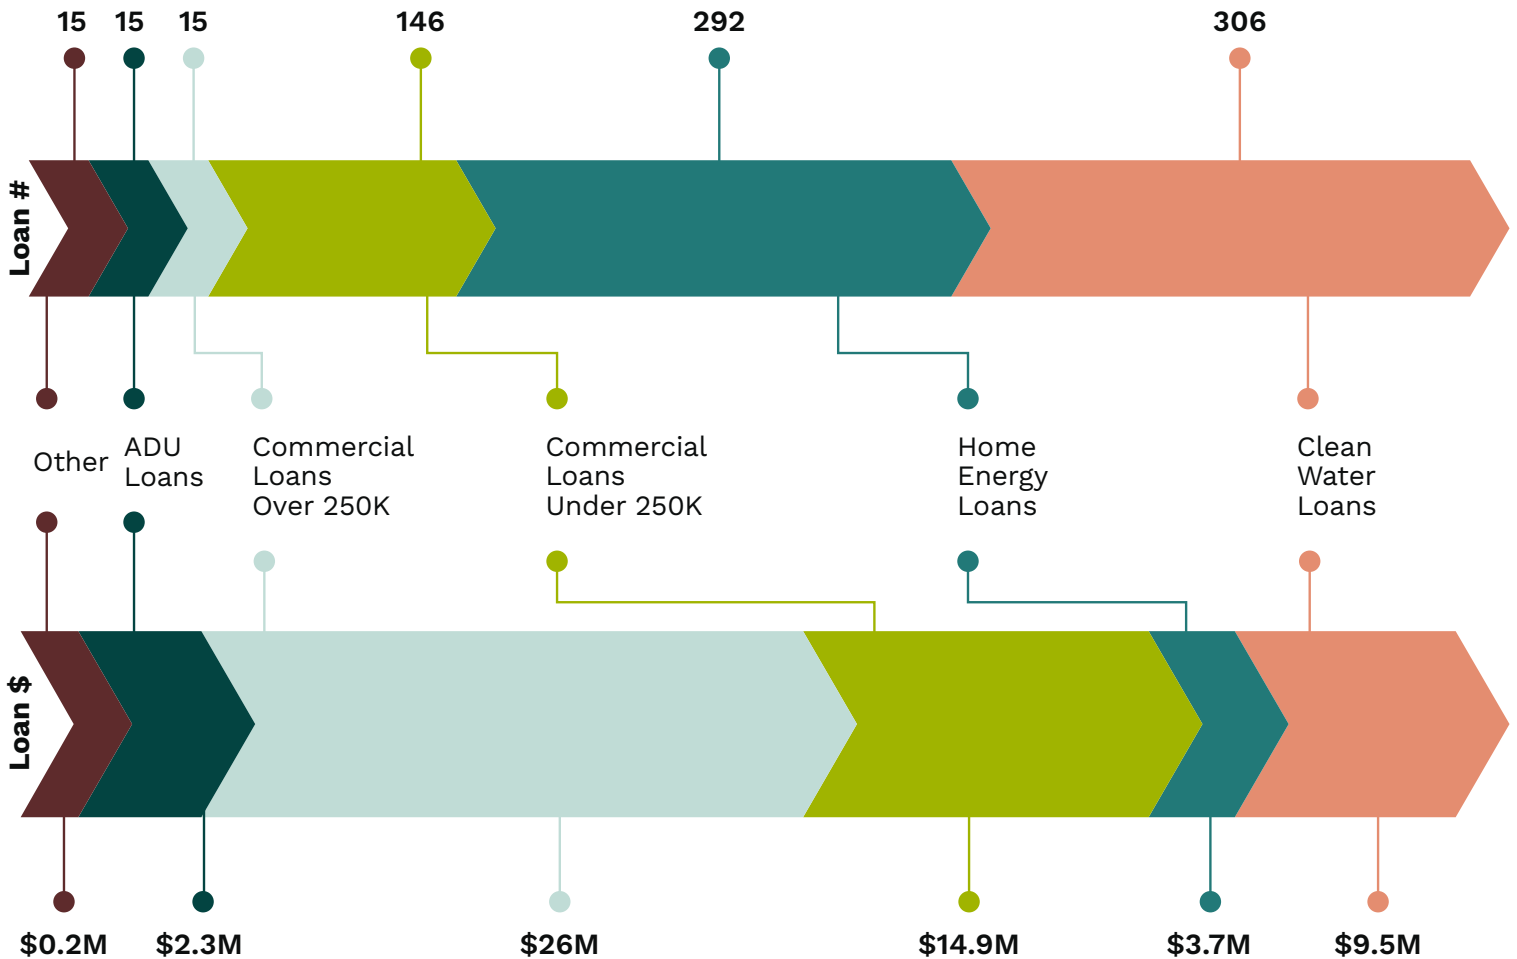 15 15 15 146 292 306
Loan #
Other
ADU
Loans
Commercial
Loans
Over 250K
Commercial
Loans
Under 250K
Home
Energy
Loans
Clean
Water
Loans
Loan $
$0.2M $2.3M $26M $14.9M $3.7M $9.5M